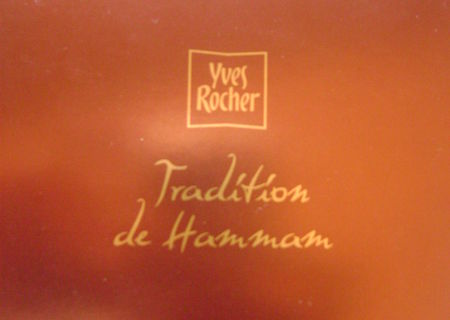 Yves
Rocher
Tradition
de Hammam